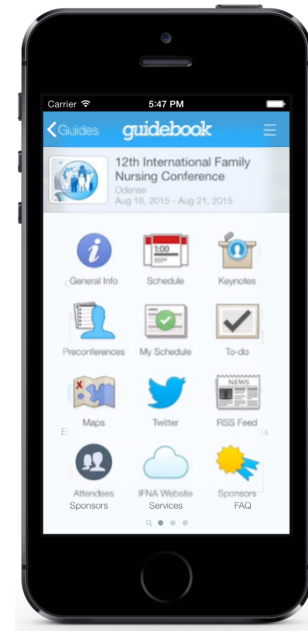 Carrier 5:47 PM
Guides guidebook
12th International Family
Nursing Conference
Odense
Aug 18, 2015 - Aug 21, 2015
i
General Info Schedule Keynotes
1:00
Preconferences My Schedule To-do
NEWS
Maps Twitter RSS Feed
Attendees IFNA Website Sponsors
Sponsors Services FAQ